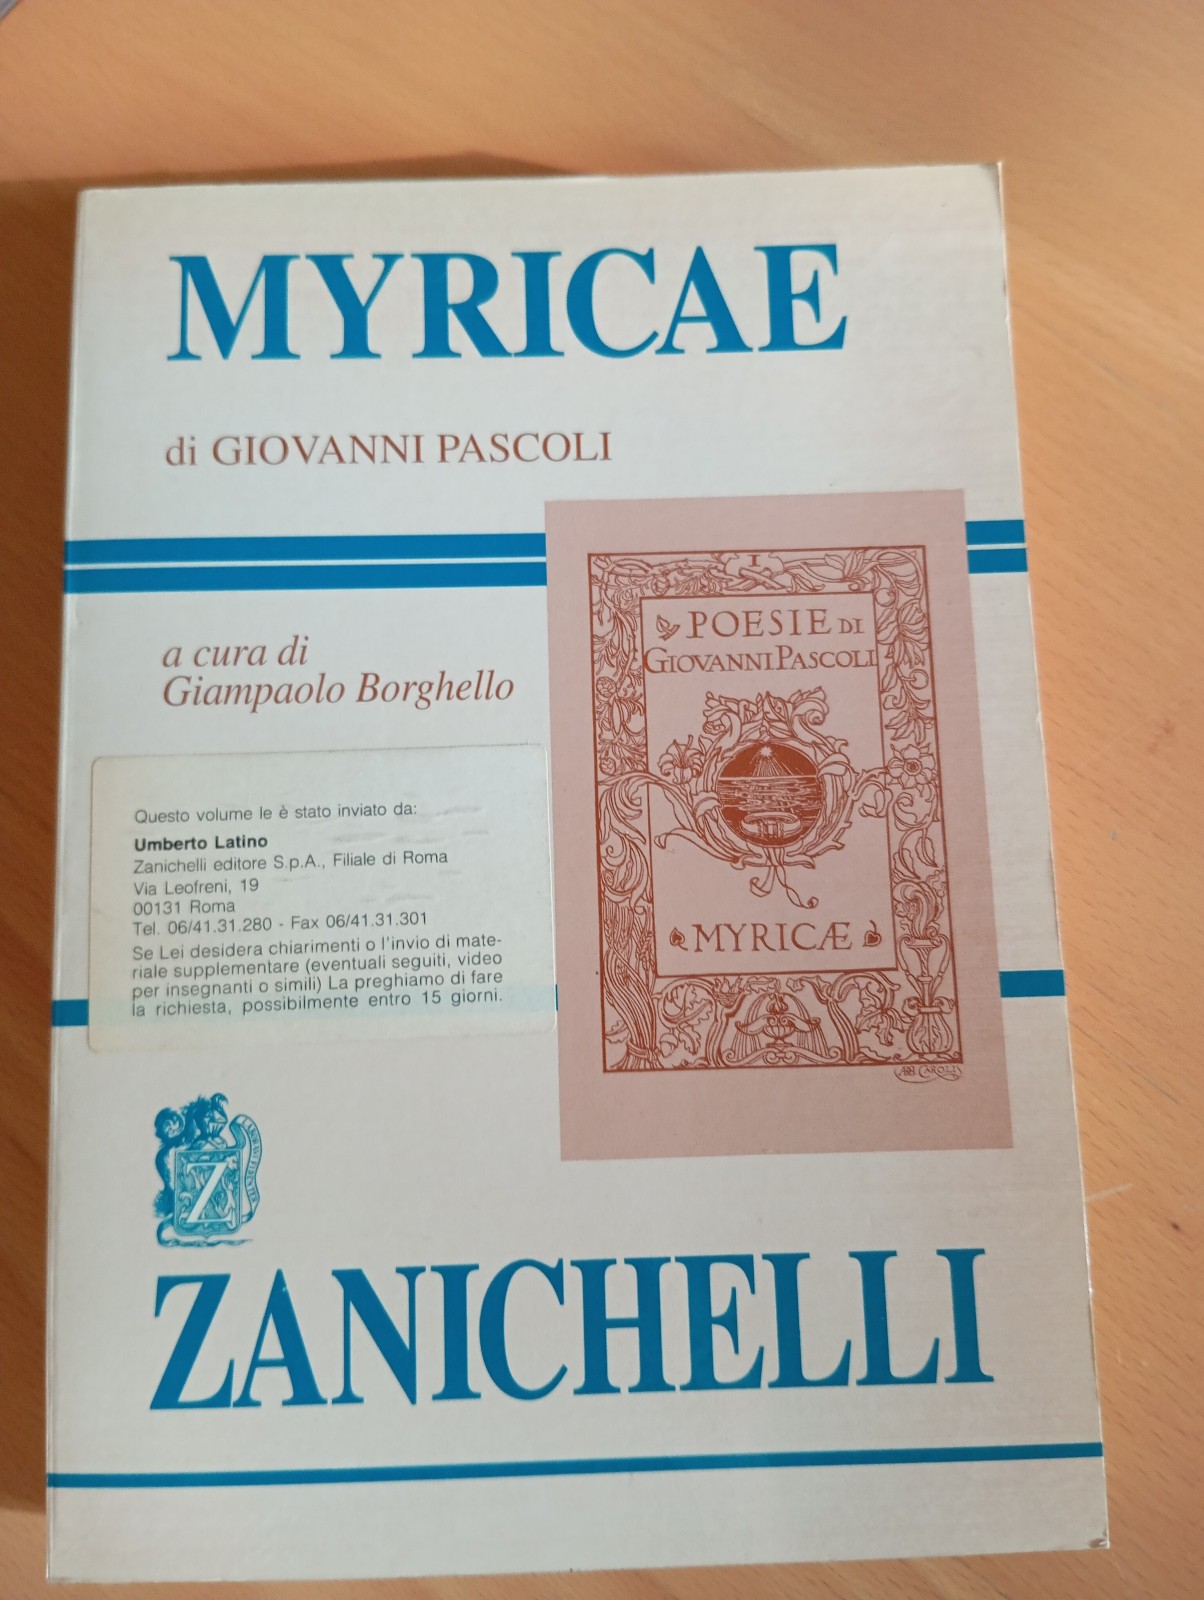 MYRICAE
di GIOVANNI PASCOLI
I
POESIE DI
GIOVANNI PASCOLI
MYRICÆ
a cura di
Giampaolo Borghello
Questo volume le è stato inviato da:
Umberto Latino
Zanichelli editore S.p.A., Filiale di Roma
Via Leofreni, 19
00131 Roma
Tel. 06/41.31.280 - Fax 06/41.31.301
Se Lei desidera chiarimenti o l'invio di mate-
riale supplementare (eventuali seguiti, video
per insegnanti o simili) La preghiamo di fare
la richiesta, possibilmente entro 15 giorni.
Z
ZANICHELLI